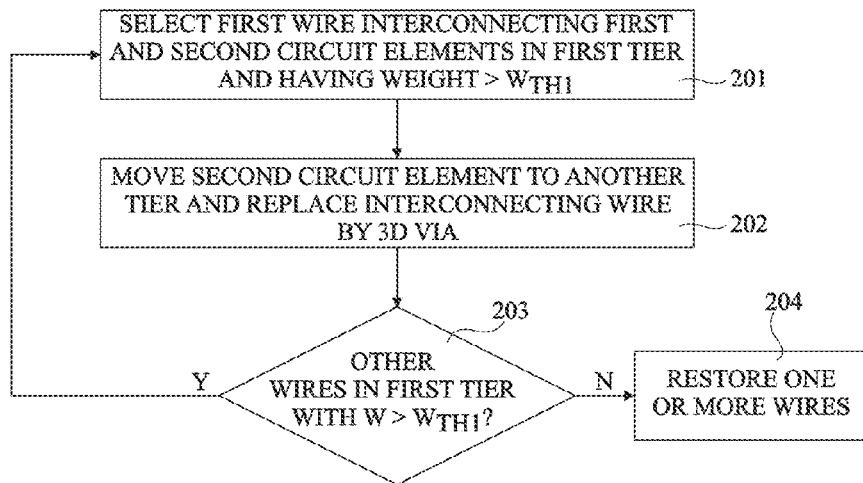 SELECT FIRST WIRE INTERCONNECTING FIRST
AND SECOND CIRCUIT ELEMENTS IN FIRST TIER
AND HAVING WEIGHT > WTH1
201
MOVE SECOND CIRCUIT ELEMENT TO ANOTHER
TIER AND REPLACE INTERCONNECTING WIRE
BY 3D VIA
202
203
OTHER
WIRES IN FIRST TIER
WITH W > WTH1?
Y
N
204
RESTORE ONE
OR MORE WIRES